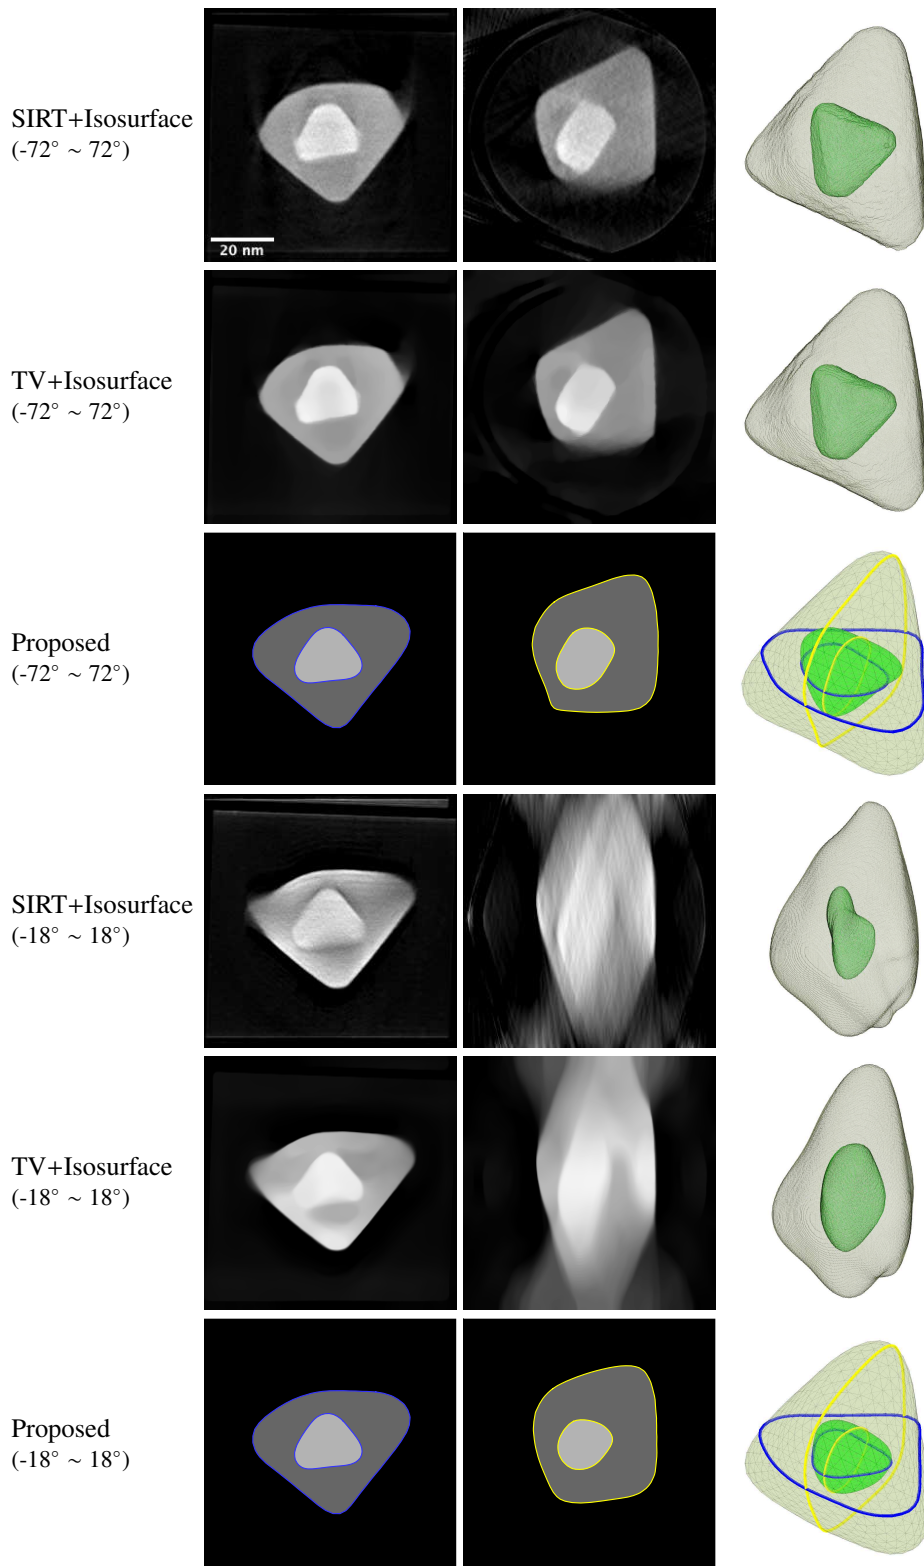 SIRT+Isosurface
(-72° ~ 72°)
20 nm
TV+Isosurface
(-72° ~ 72°)
Proposed
(-72° ~ 72°)
SIRT+Isosurface
(-18° ~ 18°)
TV+Isosurface
(-18° ~ 18°)
Proposed
(-18° ~ 18°)